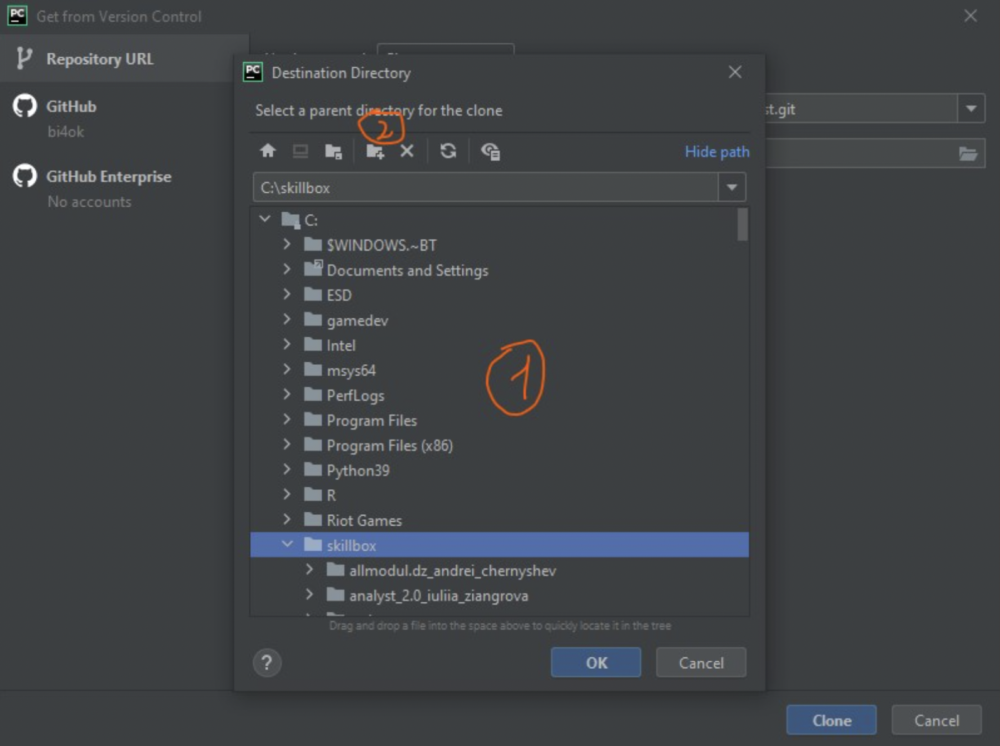 PC Get from Version Control
Repository URL
GitHub
bi4ok
GitHub Enterprise
No accounts
st.git
PC Destination Directory
Select a parent directory for the clone
2
Hide path
C:\skillbox
C:
$WINDOWS.~BT
Documents and Settings
ESD
gamedev
Intel
msys64
1
PerfLogs
Program Files
Program Files (x86)
Python39
R
Riot Games
skillbox
allmodul.dz_andrei_chernyshev
analyst_2.0_iuliia_ziangrova
Drag and drop a file into the space above to quickly locate it in the tree
? OK Cancel
Clone Cancel